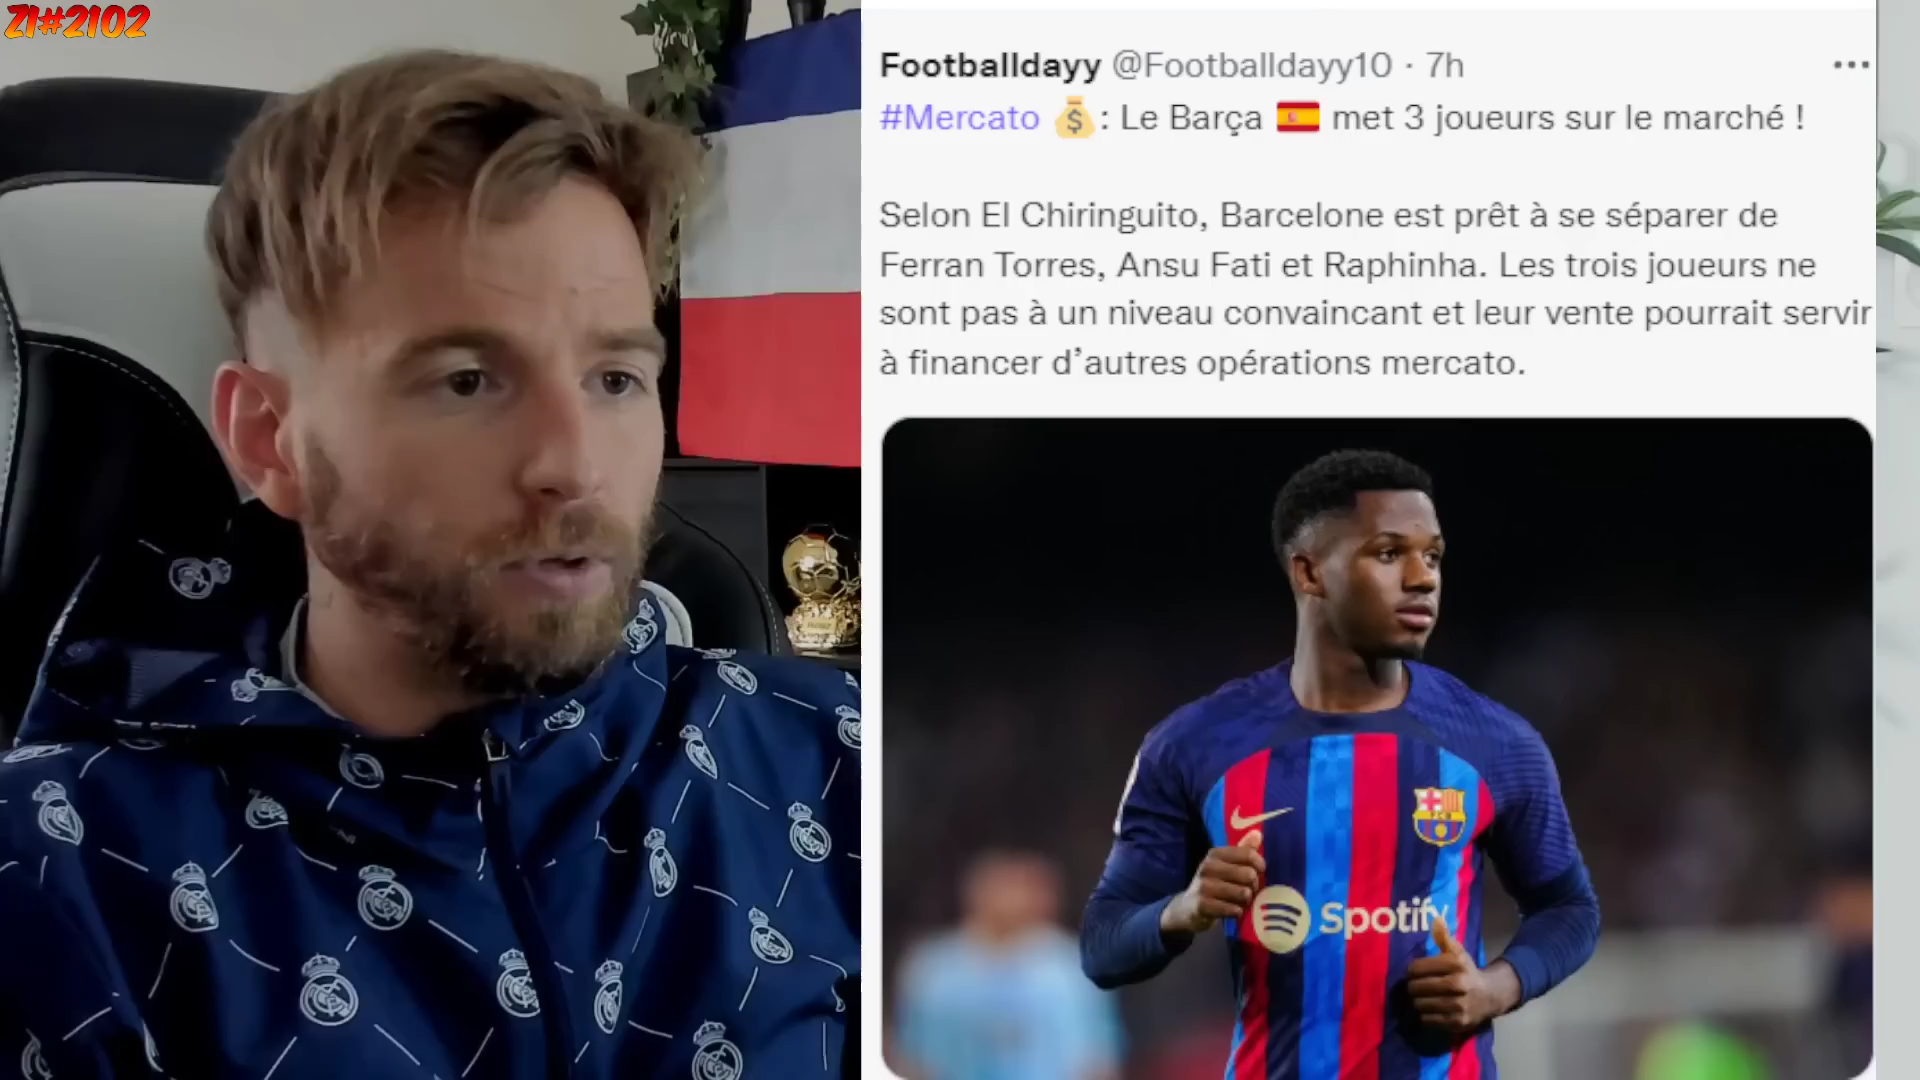 ZI#2102
Footballdayy @Footballdayy10 · 7h
#Mercato 💰: Le Barça 🇪🇸 met 3 joueurs sur le marché !
Selon El Chiringuito, Barcelone est prêt à se séparer de
Ferran Torres, Ansu Fati et Raphinha. Les trois joueurs ne
sont pas à un niveau convaincant et leur vente pourrait servir
à financer d’autres opérations mercato.
Spotify